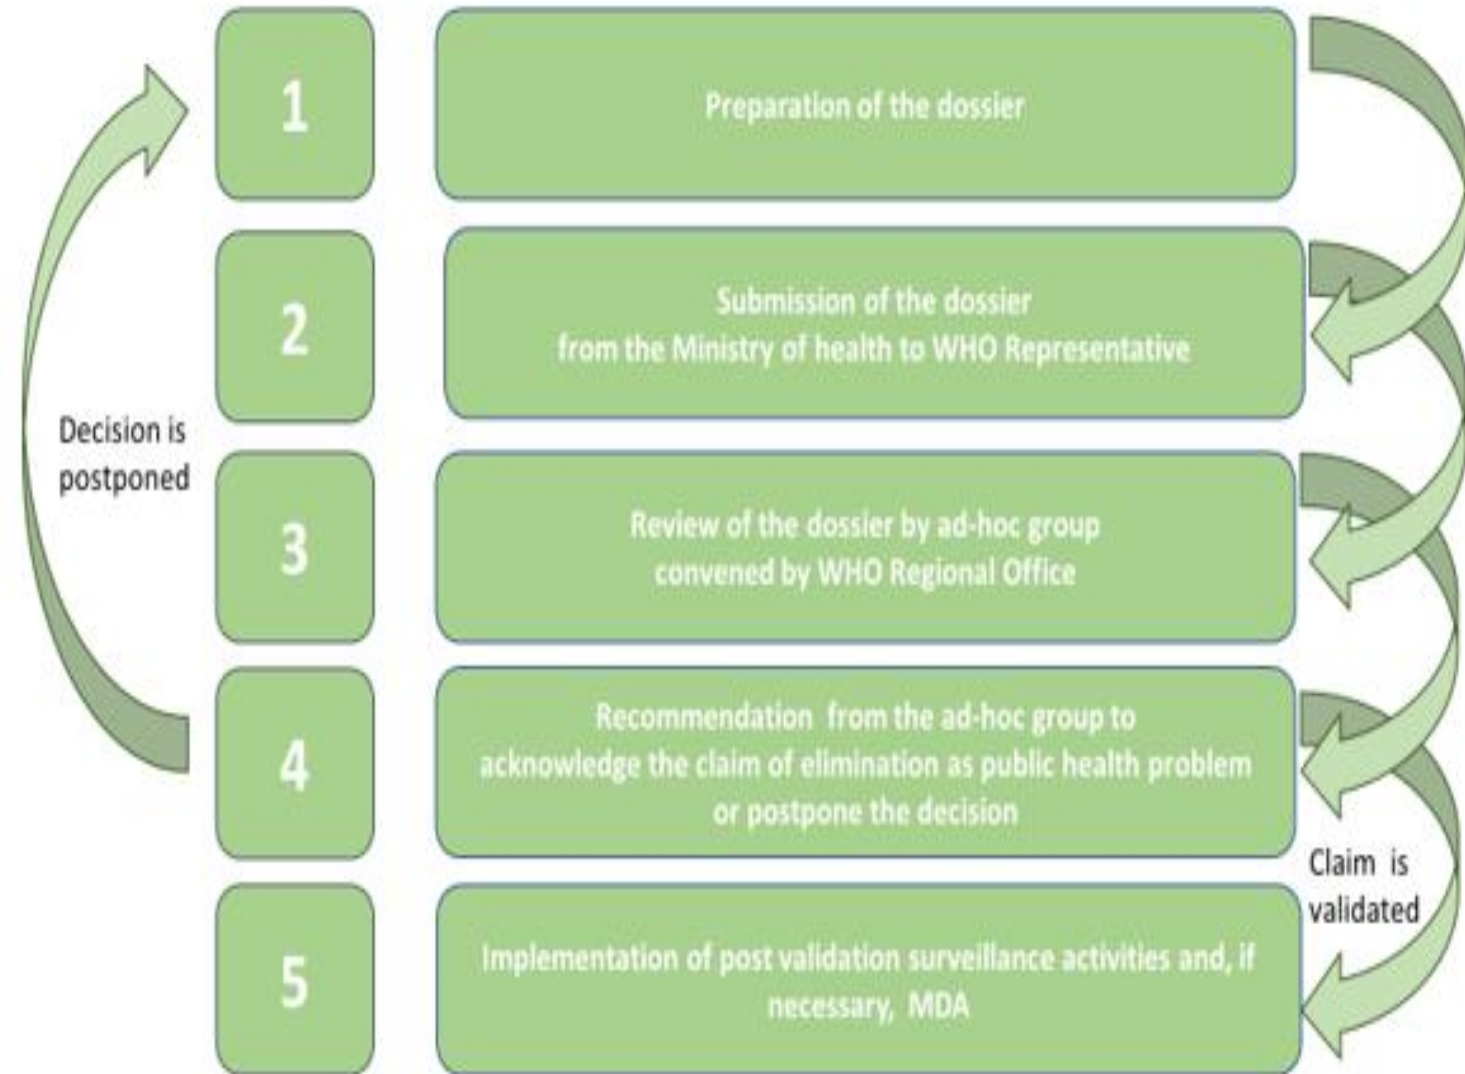 1
Preparation of the dossier
2
Submission of the dossier
from the Ministry of health to WHO Representative
Decision is
postponed
3
Review of the dossier by ad-hoc group
convened by WHO Regional Office
4
Recommendation from the ad-hoc group to
acknowledge the claim of elimination as public health problem
or postpone the decision
Claim is
validated
5
Implementation of post validation surveillance activities and, if
necessary, MDA